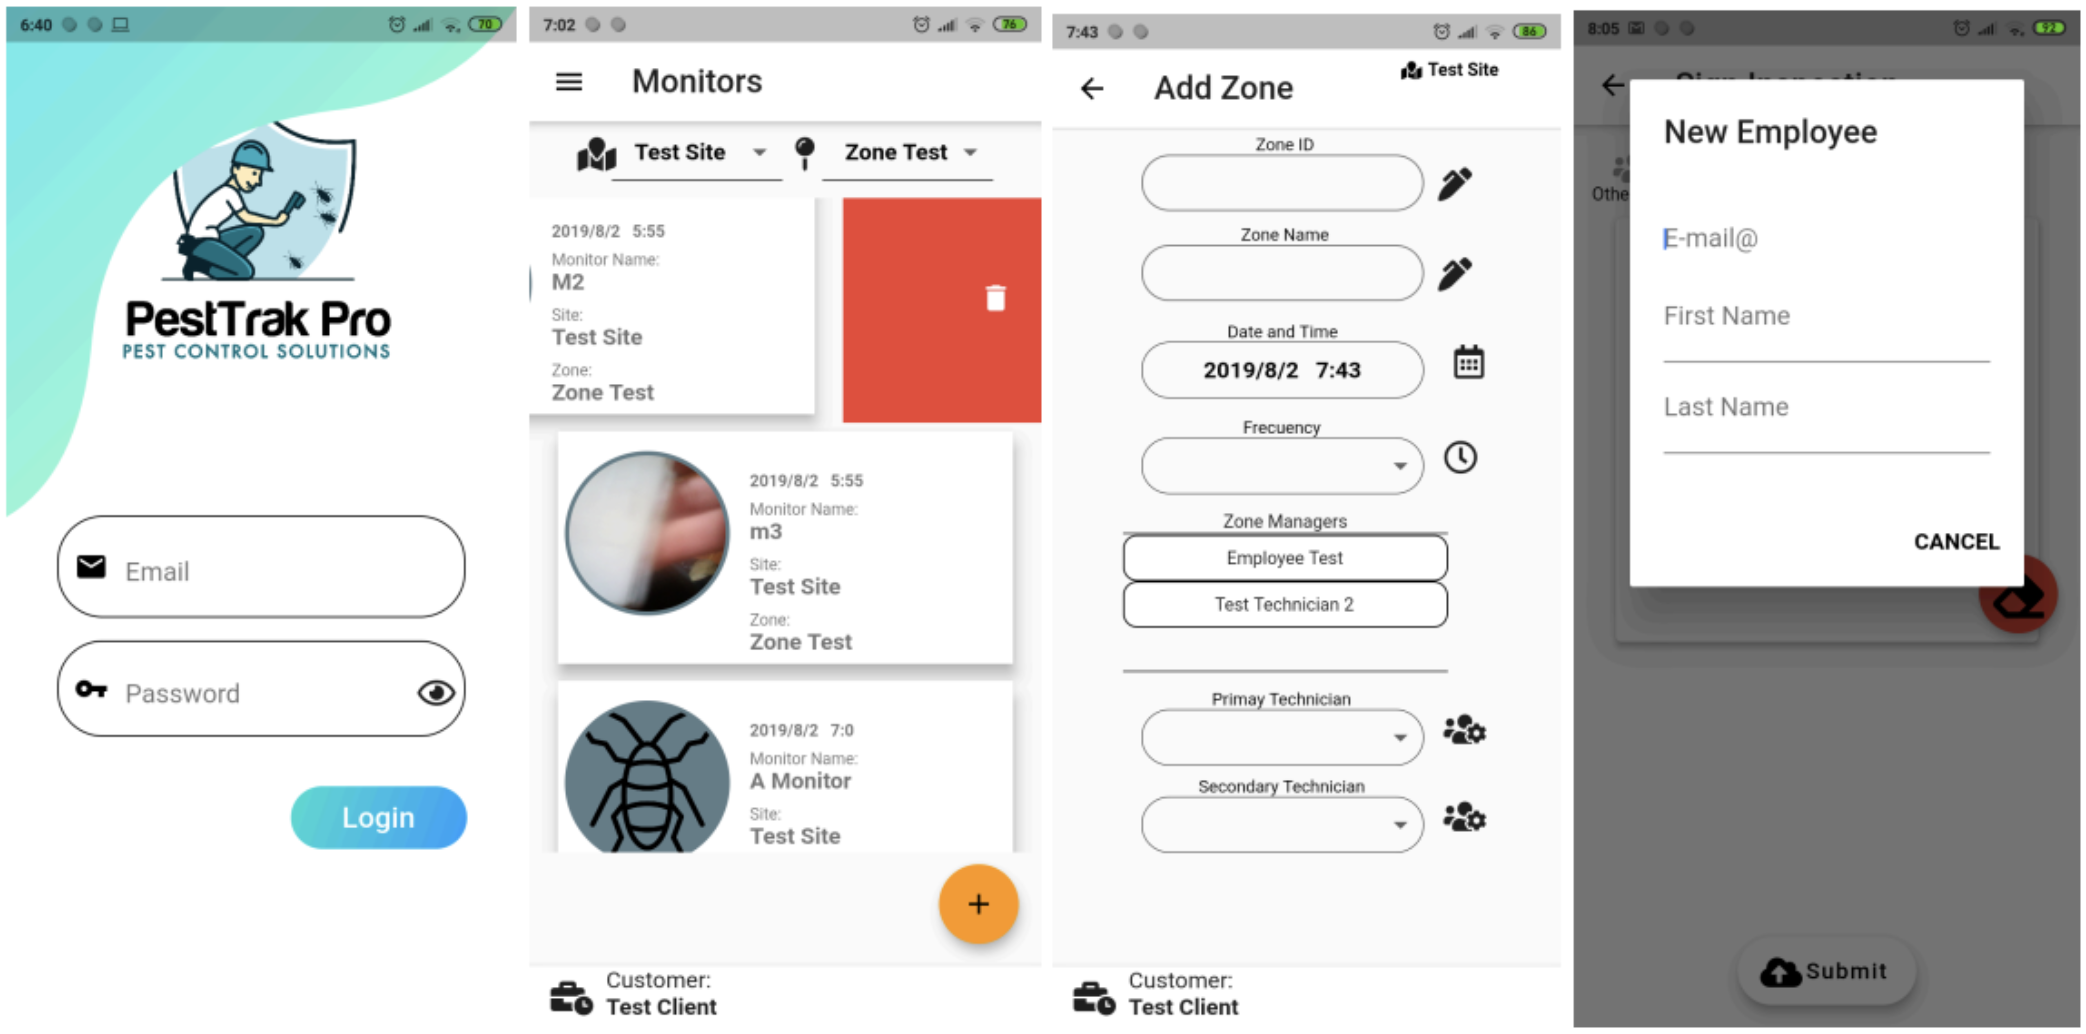 6:40
70
PestTrak Pro
PEST CONTROL SOLUTIONS
Email
Password
Login
7:02
76
Monitors
Test Site
Zone Test
2019/8/2 5:55
Monitor Name:
M2
Site:
Test Site
Zone:
Zone Test
2019/8/2 5:55
Monitor Name:
m3
Site:
Test Site
Zone:
Zone Test
2019/8/2 7:0
Monitor Name:
A Monitor
Site:
Test Site
+
Customer:
Test Client
7:43
86
Add Zone
Test Site
Zone ID
Zone Name
Date and Time
2019/8/2 7:43
Frecuency
Zone Managers
Employee Test
Test Technician 2
Primay Technician
Secondary Technician
Customer:
Test Client
8:05
92
Sign Inspection
Othe
New Employee
E-mail@
First Name
Last Name
CANCEL
Submit